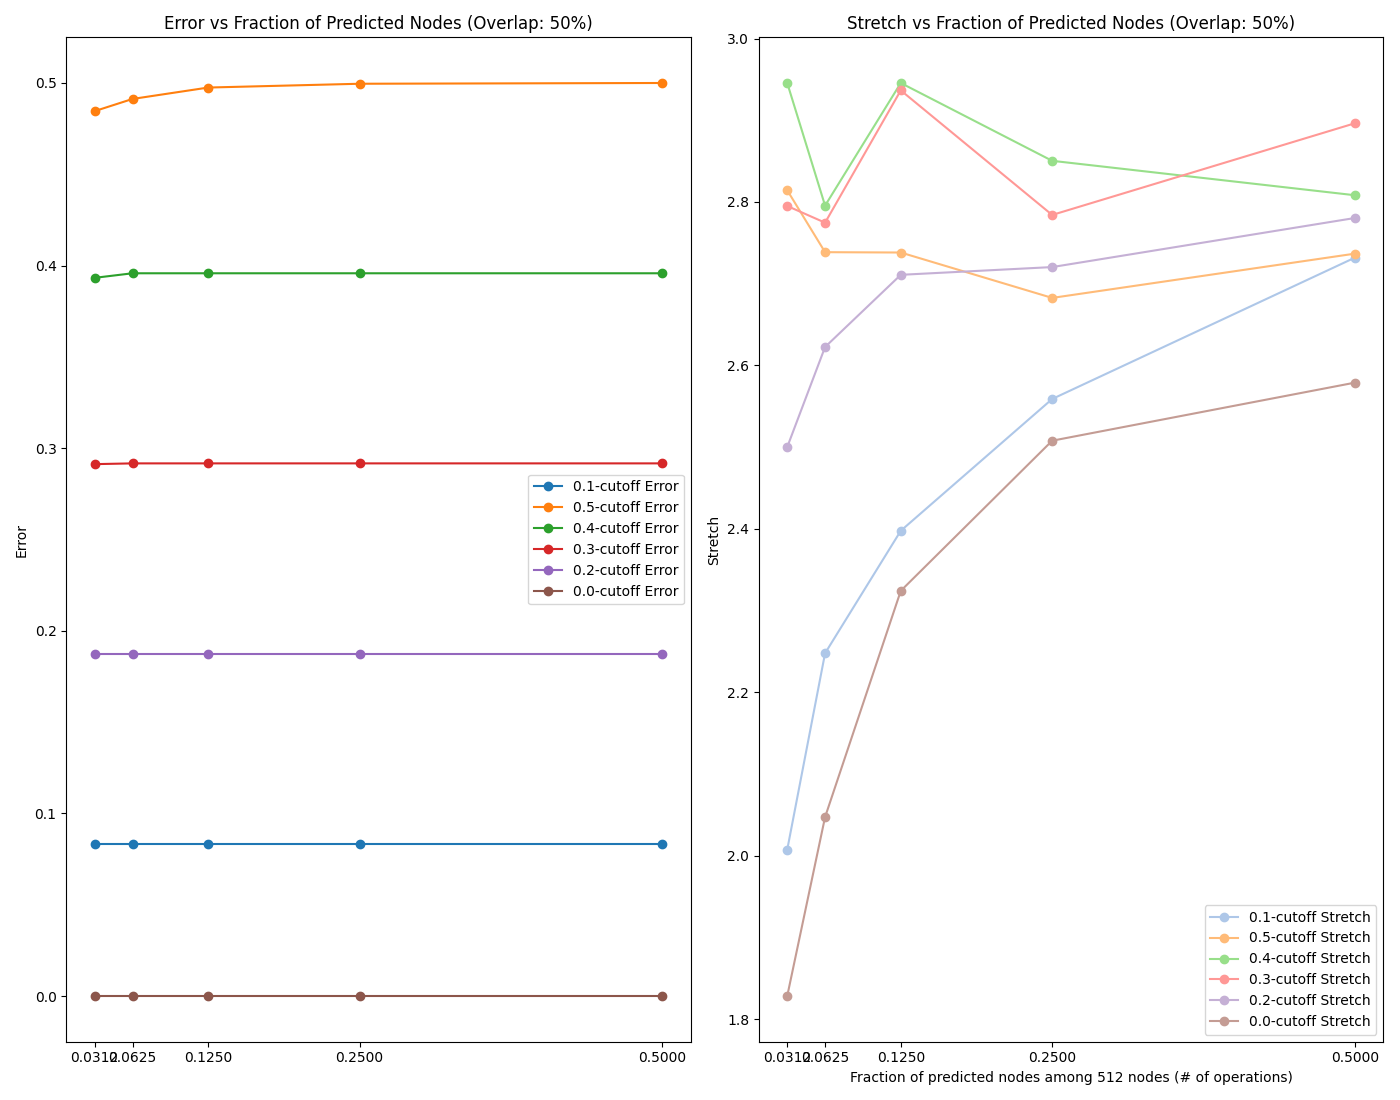 Error vs Fraction of Predicted Nodes (Overlap: 50%)
0.5
0.4
0.3
0.2
0.1
0.0
Error
0.1-cutoff Error
0.5-cutoff Error
0.4-cutoff Error
0.3-cutoff Error
0.2-cutoff Error
0.0-cutoff Error
0.0312 0.0625 0.1250 0.2500 0.5000
Stretch vs Fraction of Predicted Nodes (Overlap: 50%)
3.0
2.8
2.6
2.4
2.2
2.0
1.8
Stretch
0.1-cutoff Stretch
0.5-cutoff Stretch
0.4-cutoff Stretch
0.3-cutoff Stretch
0.2-cutoff Stretch
0.0-cutoff Stretch
0.0312 0.0625 0.1250 0.2500 0.5000
Fraction of predicted nodes among 512 nodes (# of operations)